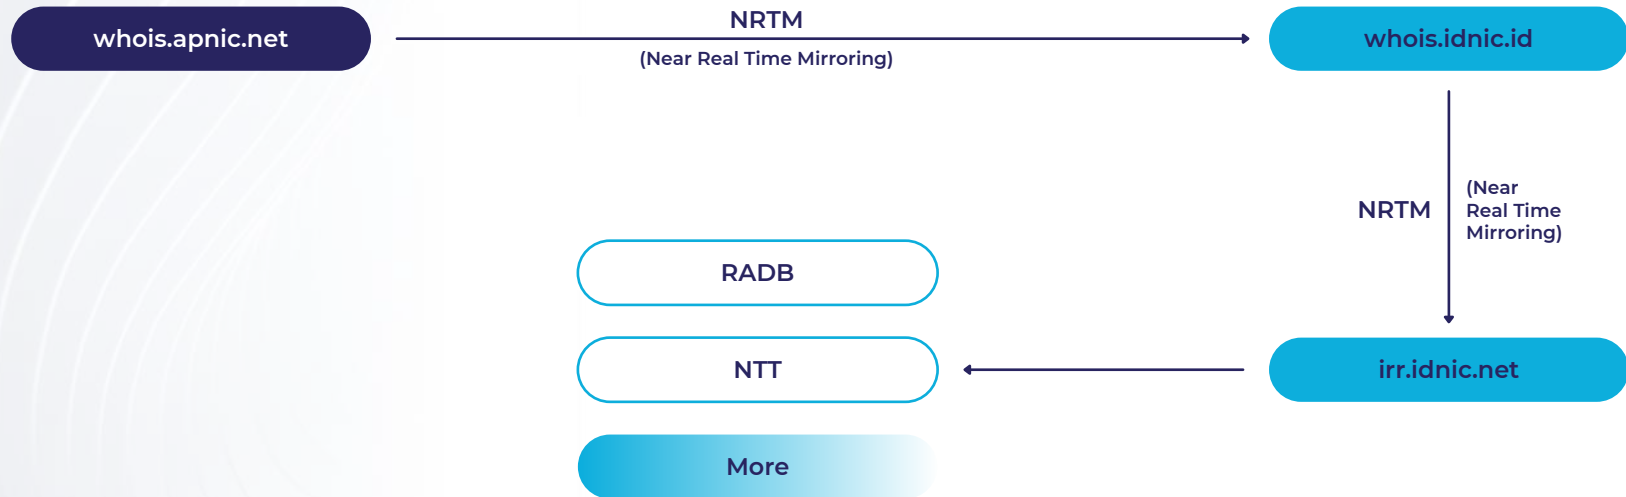 whois.apnic.net
NRTM
(Near Real Time Mirroring)
whois.idnic.id
NRTM
(Near
Real Time
Mirroring)
RADB
NTT
irr.idnic.net
More